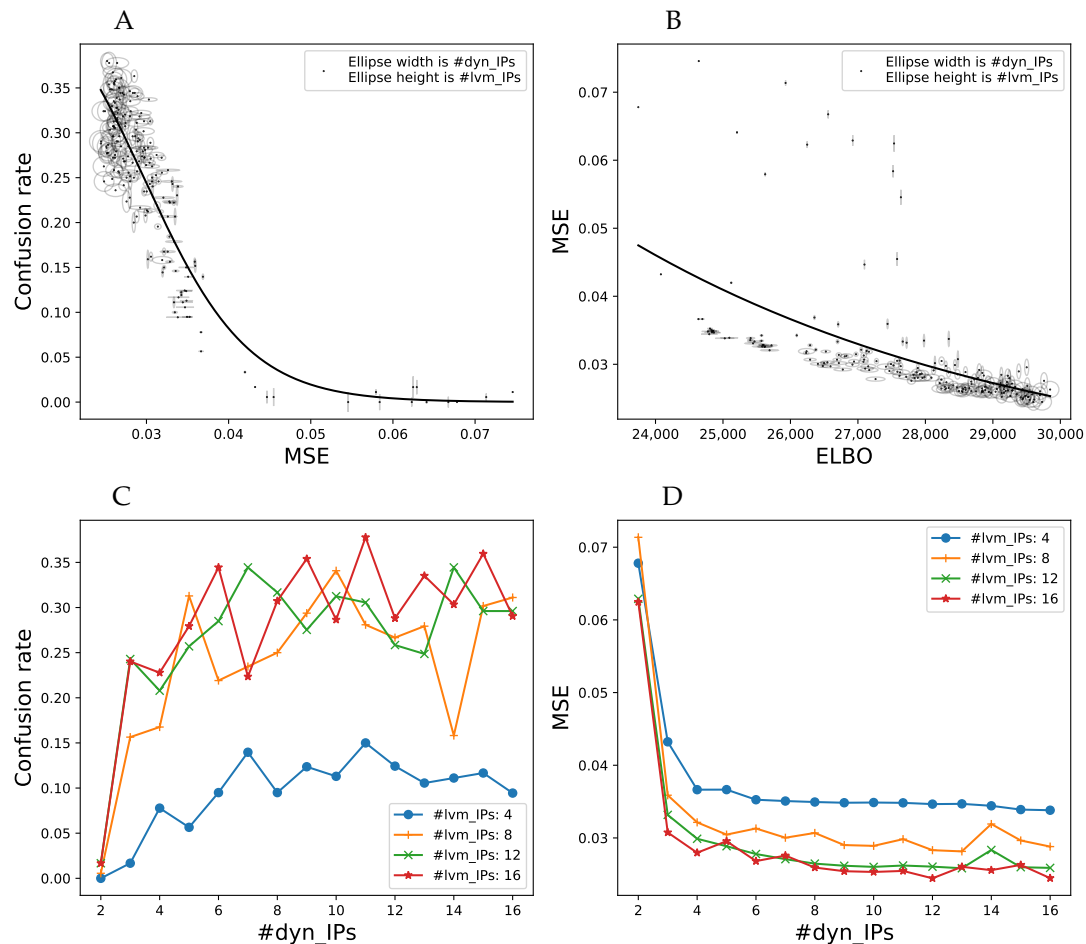 A
Ellipse width is #dyn_IPs
Ellipse height is #lvm_IPs
0.35
0.30
0.25
0.20
0.15
0.10
0.05
0.00
Confusion rate
0.03 0.04 0.05 0.06 0.07
MSE
B
Ellipse width is #dyn_IPs
Ellipse height is #lvm_IPs
0.07
0.06
0.05
0.04
0.03
MSE
24,000 25,000 26,000 27,000 28,000 29,000 30,000
ELBO
C
0.35
0.30
0.25
0.20
0.15
0.10
0.05
0.00
Confusion rate
#lvm_IPs: 4
#lvm_IPs: 8
#lvm_IPs: 12
#lvm_IPs: 16
2 4 6 8 10 12 14 16
#dyn_IPs
D
#lvm_IPs: 4
#lvm_IPs: 8
#lvm_IPs: 12
#lvm_IPs: 16
0.07
0.06
0.05
0.04
0.03
MSE
2 4 6 8 10 12 14 16
#dyn_IPs